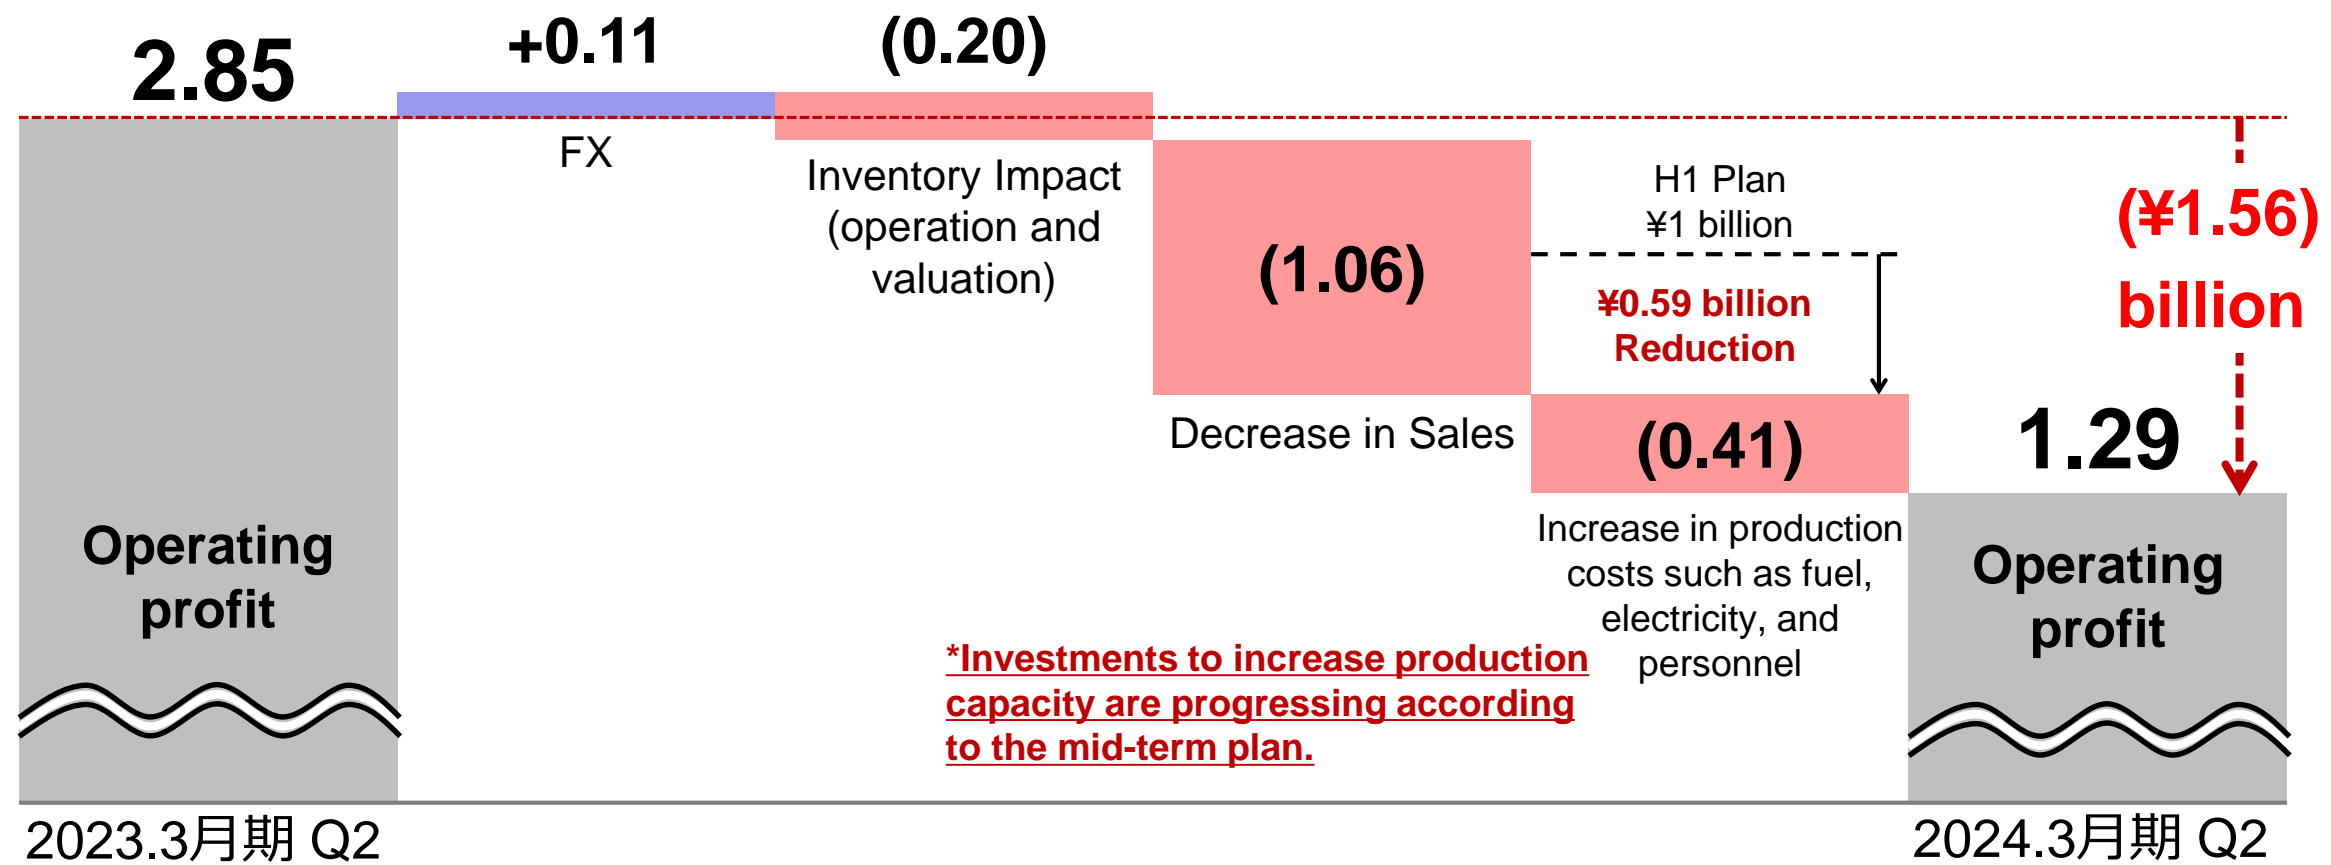 2.85
+0.11
(0.20)
FX
Inventory Impact
(operation and
valuation)
(1.06)
Decrease in Sales
H1 Plan
¥1 billion
¥0.59 billion
Reduction
(0.41)
Increase in production
costs such as fuel,
electricity, and
personnel
(¥1.56)
billion
1.29
Operating
profit
Operating
profit
*Investments to increase production
capacity are progressing according
to the mid-term plan.
2023.3月期 Q2
2024.3月期 Q2